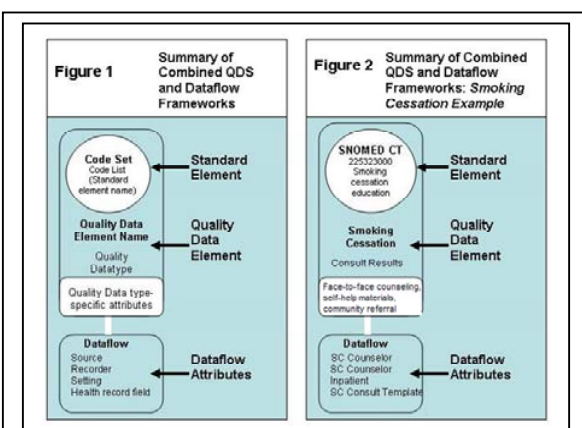 Figure 1
Summary of
Combined QDS
and Dataflow
Frameworks
Code Set
Code List
(Standard
element name)
Standard
Element
Quality Data
Element Name
Quality
Datatype
Quality
Data
Element
Quality Data type-
specific attributes
Dataflow
Source
Recorder
Setting
Health record field
Dataflow
Attributes
Figure 2
Summary of Combined
QDS and Dataflow
Frameworks: Smoking
Cessation Example
SNOMED CT
225323000
Smoking
cessation
education
Standard
Element
Smoking
Cessation
Consult Results
Quality
Data
Element
Face-to-face counseling,
self-help materials,
community referral
Dataflow
SC Counselor
SC Counselor
Inpatient
SC Consult Template
Dataflow
Attributes